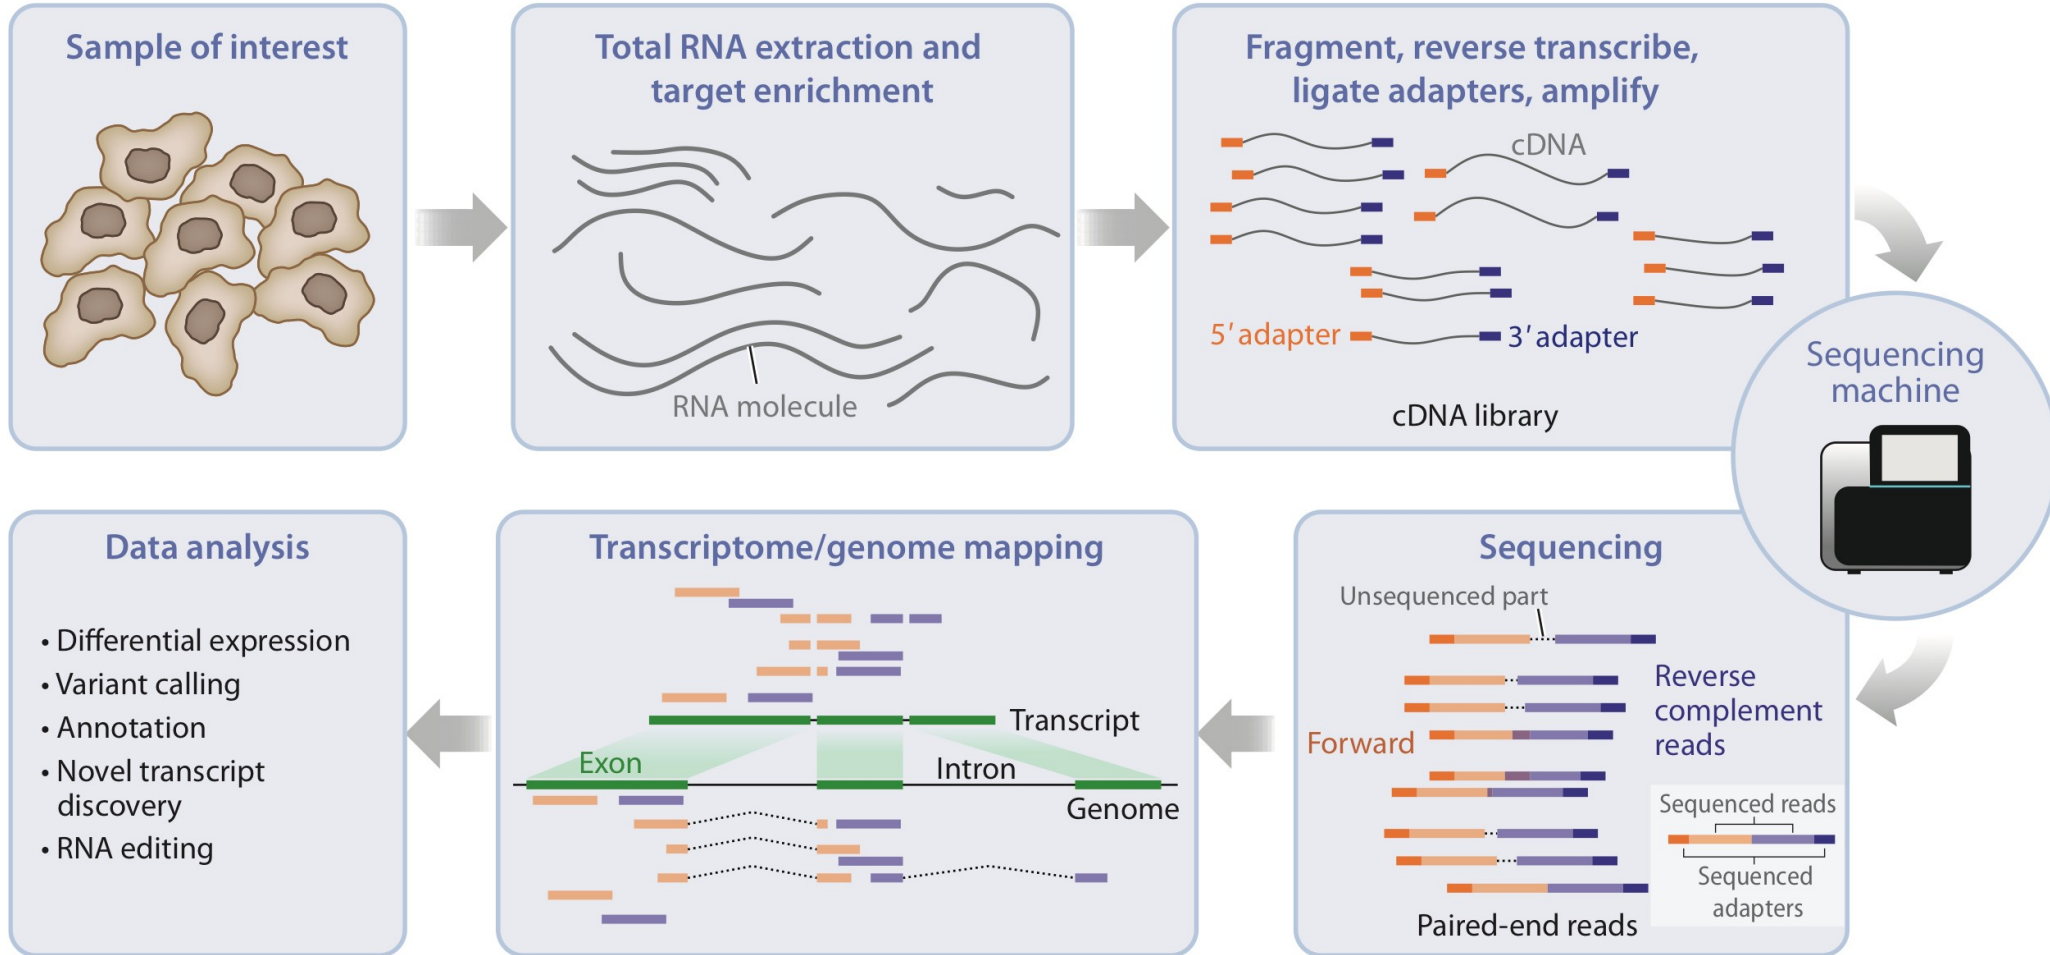 Sample of interest
Total RNA extraction and
target enrichment
RNA molecule
Fragment, reverse transcribe,
ligate adapters, amplify
cDNA
5′ adapter
3′ adapter
cDNA library
Sequencing
machine
Sequencing
Unsequenced part
Reverse
complement
reads
Forward
Sequenced reads
Sequenced
adapters
Paired-end reads
Transcriptome/genome mapping
Transcript
Exon
Intron
Genome
Data analysis
• Differential expression
• Variant calling
• Annotation
• Novel transcript
discovery
• RNA editing